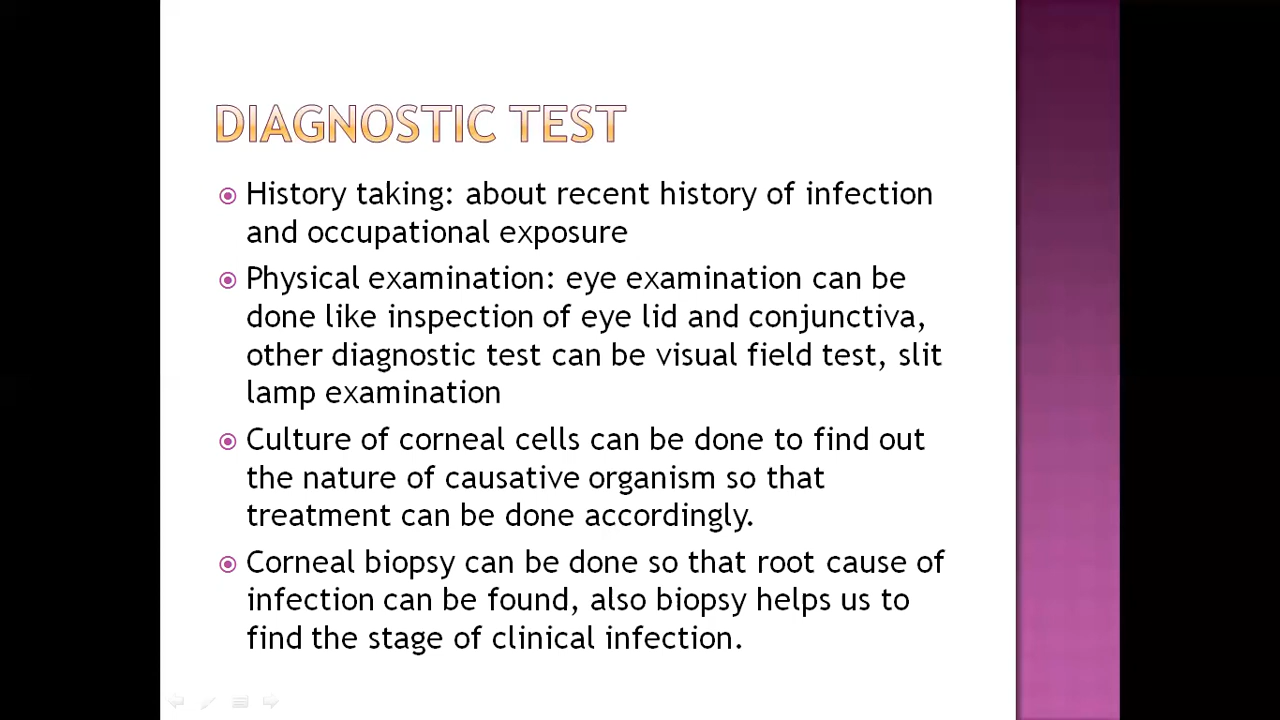 DIAGNOSTIC TEST
History taking: about recent history of infection
and occupational exposure
Physical examination: eye examination can be
done like inspection of eye lid and conjunctiva,
other diagnostic test can be visual field test, slit
lamp examination
Culture of corneal cells can be done to find out
the nature of causative organism so that
treatment can be done accordingly.
Corneal biopsy can be done so that root cause of
infection can be found, also biopsy helps us to
find the stage of clinical infection.